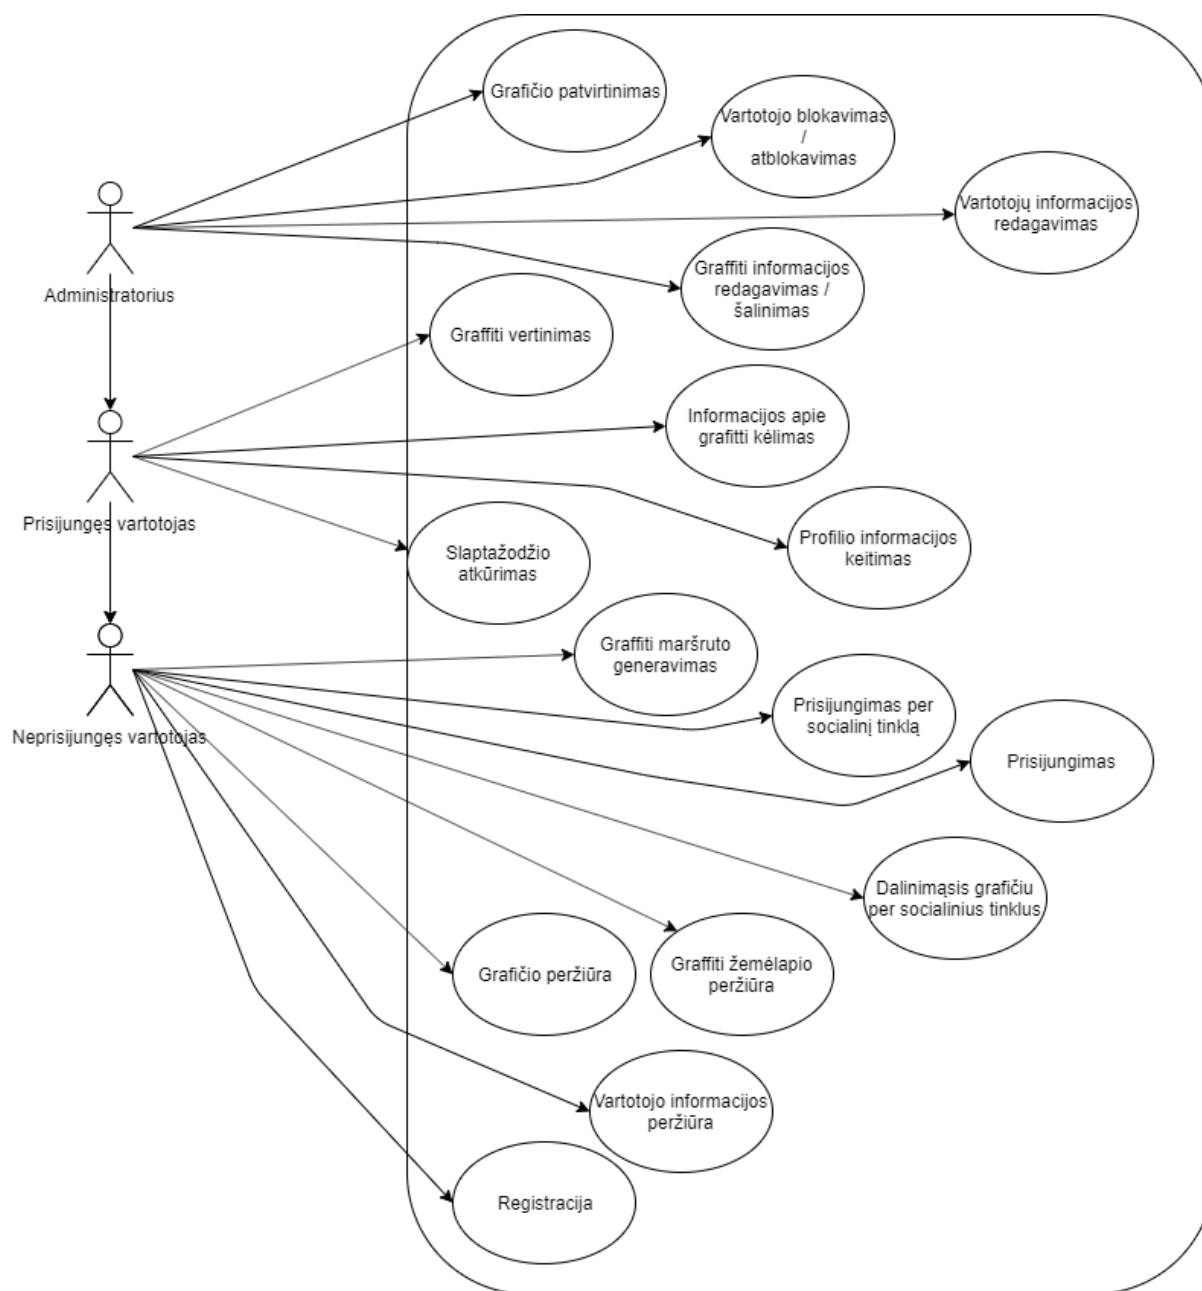 Grafičio patvirtinimas
Vartotojo blokavimas
/
atblokavimas
Vartotojų informacijos
redagavimas
Graffiti informacijos
redagavimas /
šalinimas
Administratorius
Graffiti vertinimas
Informacijos apie
grafitti kėlimas
Prisijungęs vartotojas
Profilio informacijos
keitimas
Slaptažodžio
atkūrimas
Graffiti maršruto
generavimas
Prisijungimas per
socialinį tinklą
Neprisijungęs vartotojas
Prisijungimas
Dalinimąsis grafičiu
per socialinius tinklus
Grafičio peržiūra
Graffiti žemėlapio
peržiūra
Vartotojo informacijos
peržiūra
Registracija